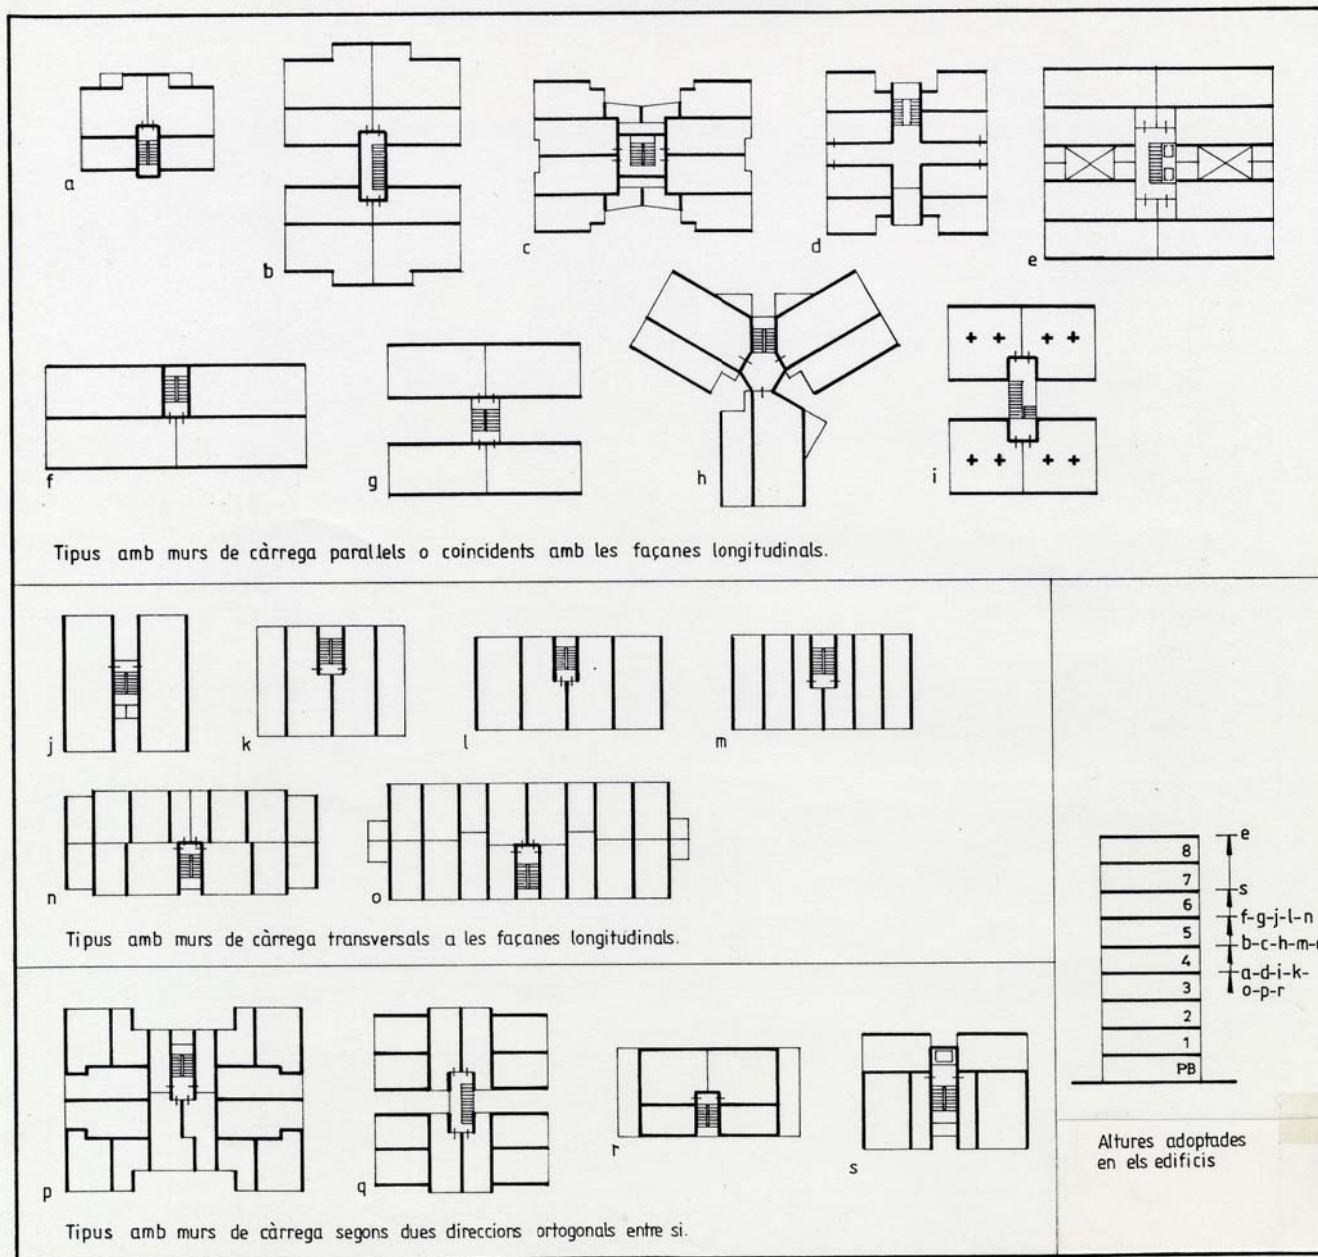 a
b
c
d
e
f
g
h
i
Tipus amb murs de càrrega paral.lels o coincidents amb les façanes longitudinals.
j
k
l
m
n
o
Tipus amb murs de càrrega transversals a les façanes longitudinals.
p
q
r
s
Tipus amb murs de càrrega segons dues direccions ortogonals entre si.
8
7
6
5
4
3
2
1
PB
e
s
f-g-j-l-n
b-c-h-m-
a-d-i-k-
o-p-r
Altures adoptades
en els edificis